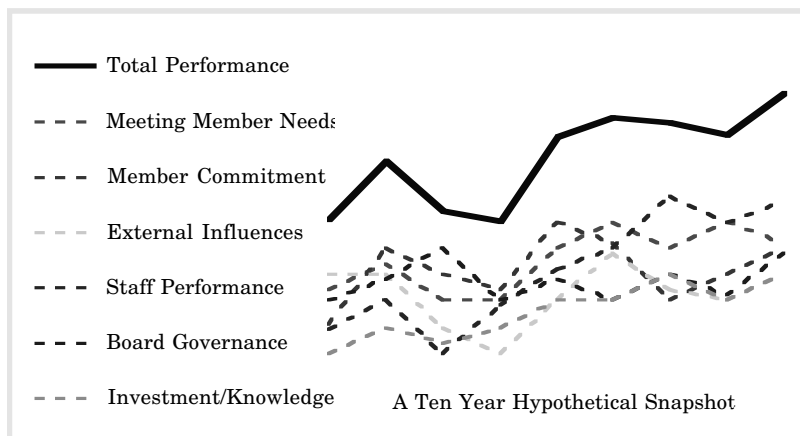 Total Performance
Meeting Member Needs
Member Commitment
External Influences
Staff Performance
Board Governance
Investment/Knowledge
A Ten Year Hypothetical Snapshot